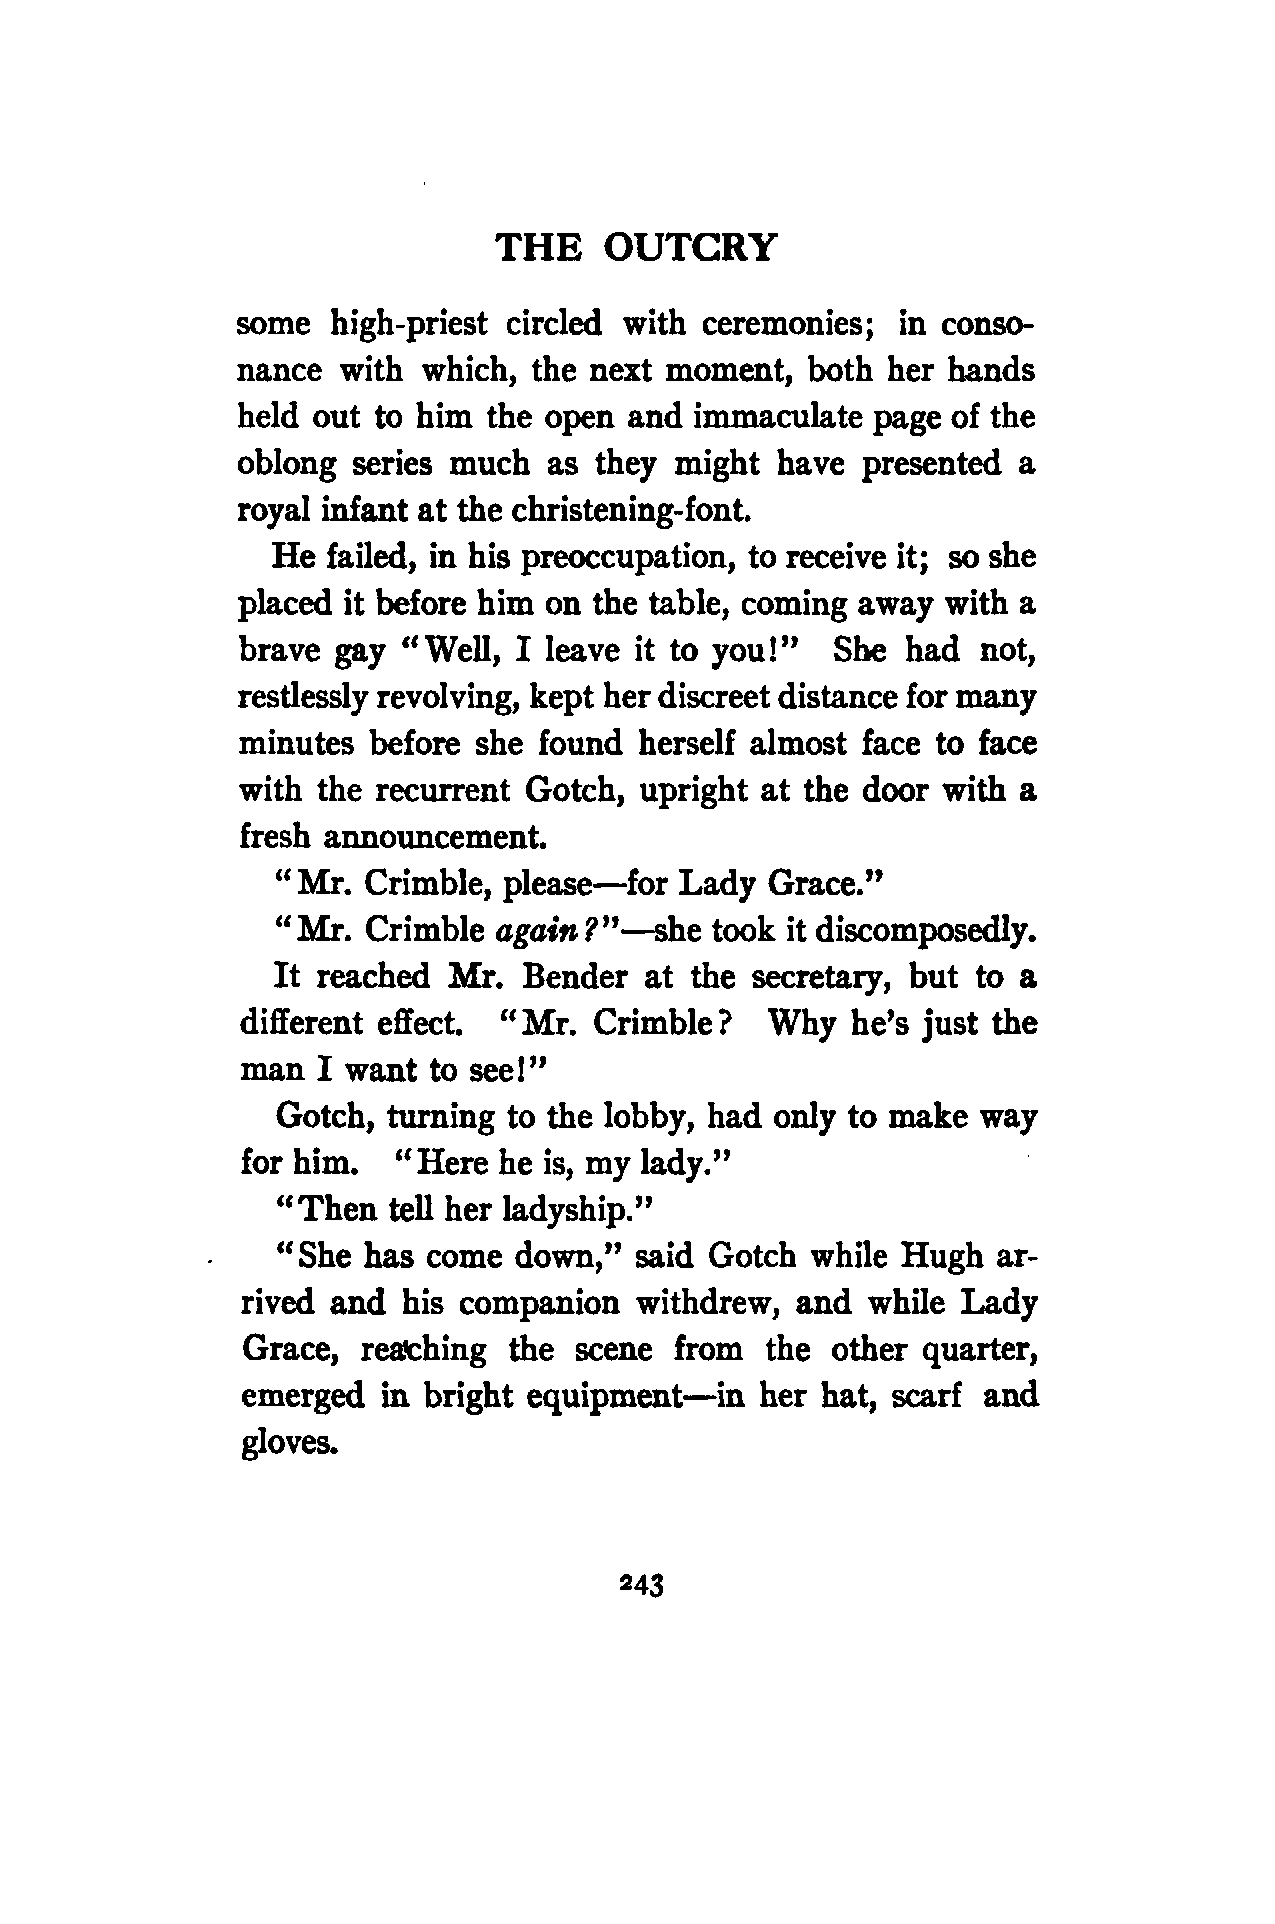 THE OUTCRY
some high-priest circled with ceremonies; in conso-
nance with which, the next moment, both her hands
held out to him the open and immaculate page of the
oblong series much as they might have presented a
royal infant at the christening-font.
He failed, in his preoccupation, to receive it; so she
placed it before him on the table, coming away with a
brave gay “Well, I leave it to you!” She had not,
restlessly revolving, kept her discreet distance for many
minutes before she found herself almost face to face
with the recurrent Gotch, upright at the door with a
fresh announcement.
“Mr. Crimble, please—for Lady Grace.”
“Mr. Crimble again?”—she took it discomposedly.
It reached Mr. Bender at the secretary, but to a
different effect. “Mr. Crimble? Why he’s just the
man I want to see!”
Gotch, turning to the lobby, had only to make way
for him. “Here he is, my lady.”
“Then tell her ladyship.”
“She has come down,” said Gotch while Hugh ar-
rived and his companion withdrew, and while Lady
Grace, reaching the scene from the other quarter,
emerged in bright equipment—in her hat, scarf and
gloves.
243